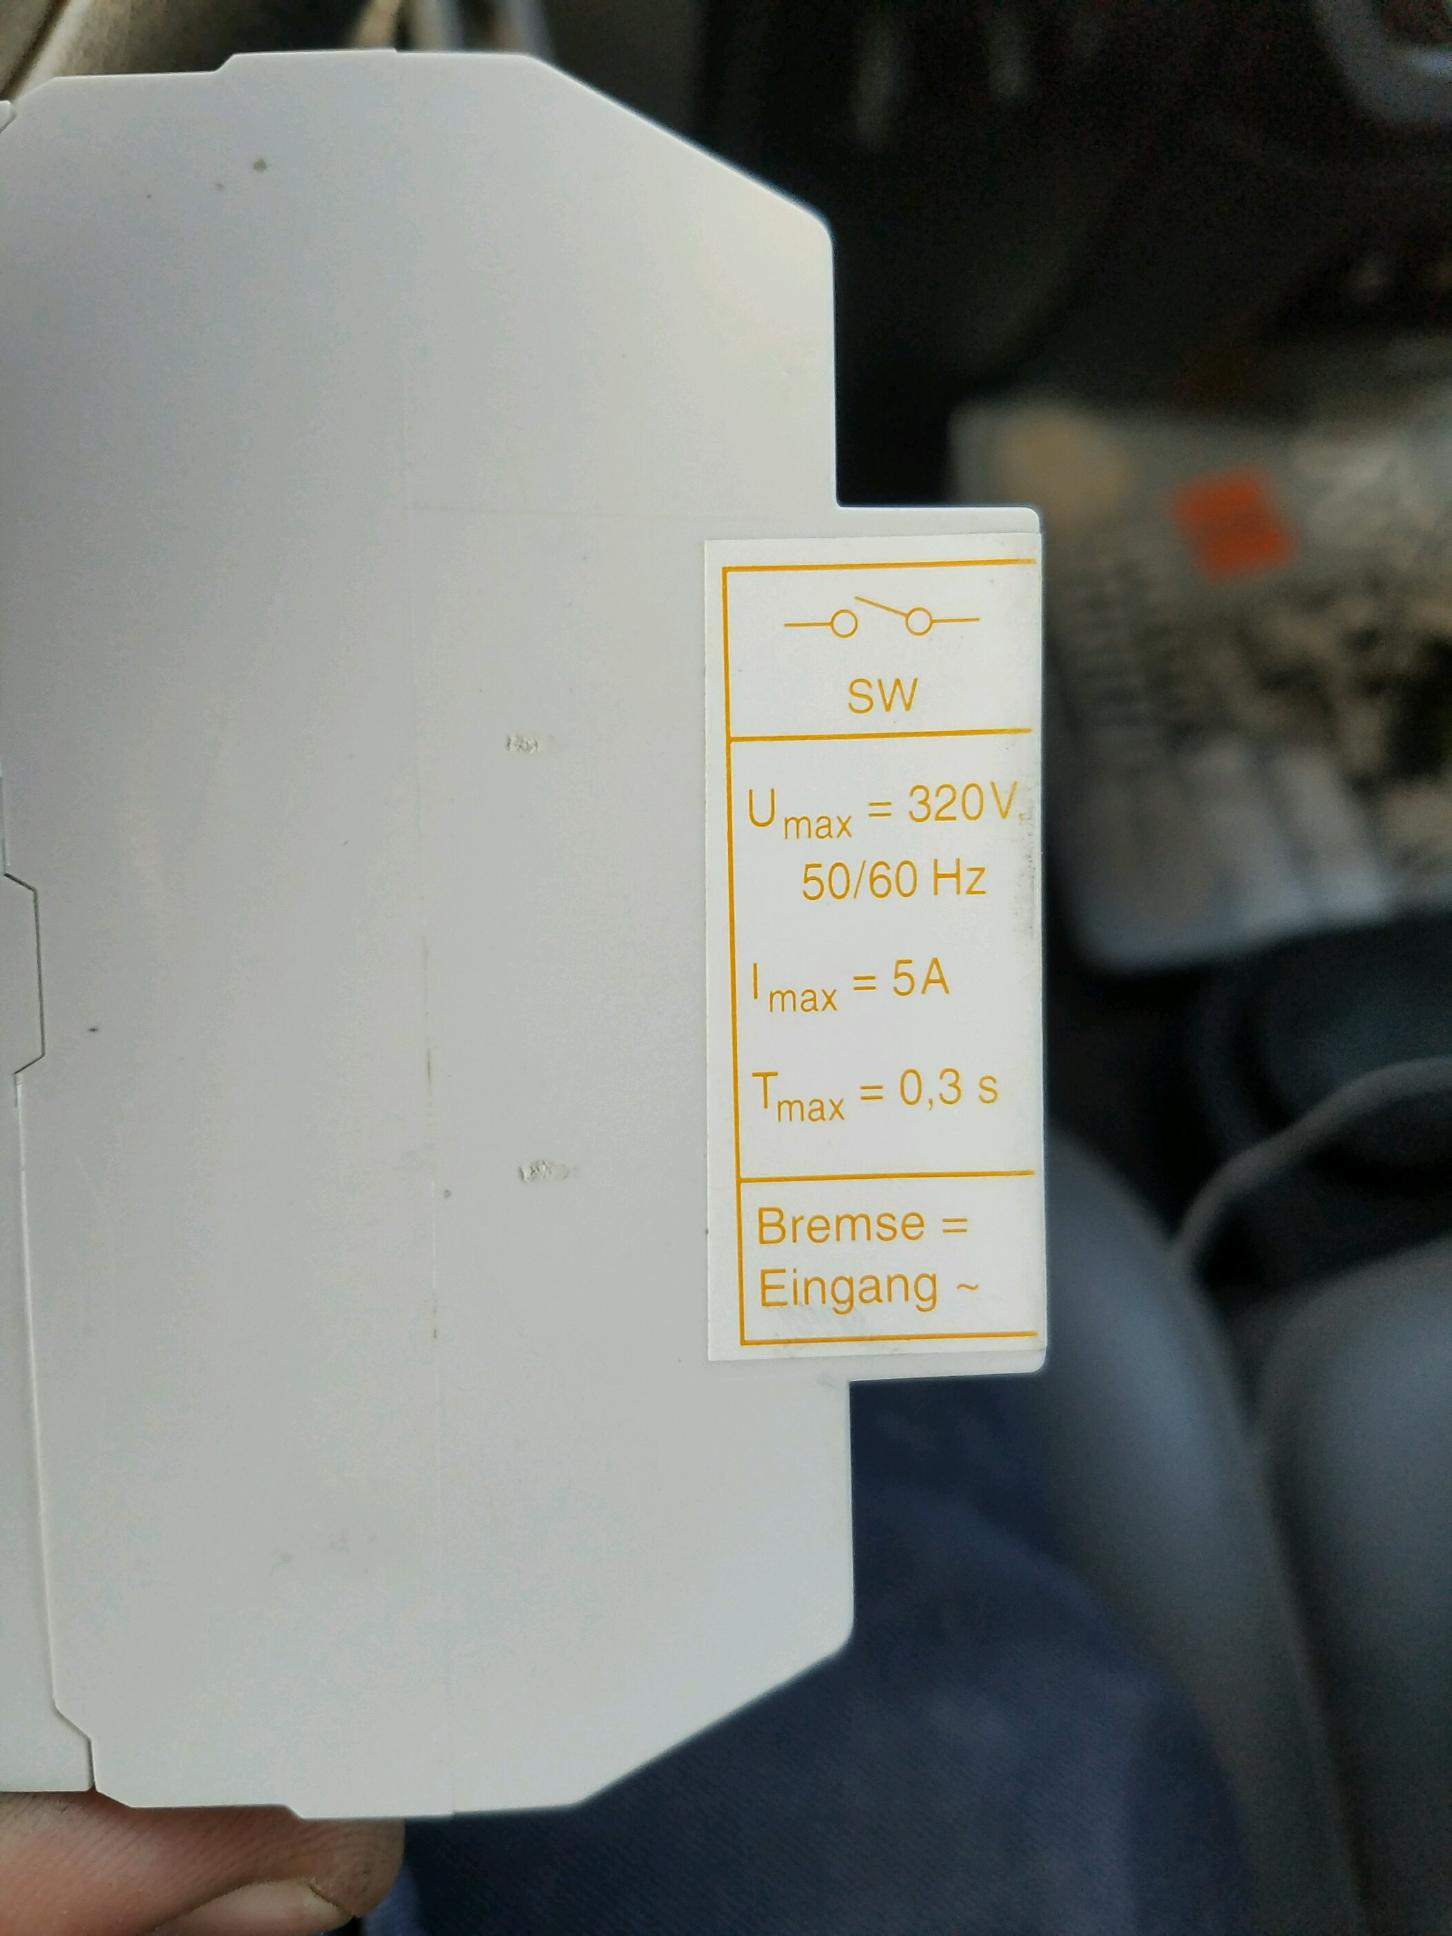 SW
Umax = 320V
50/60 Hz
Imax = 5A
Tmax = 0,3 s
Bremse =
Eingang ~